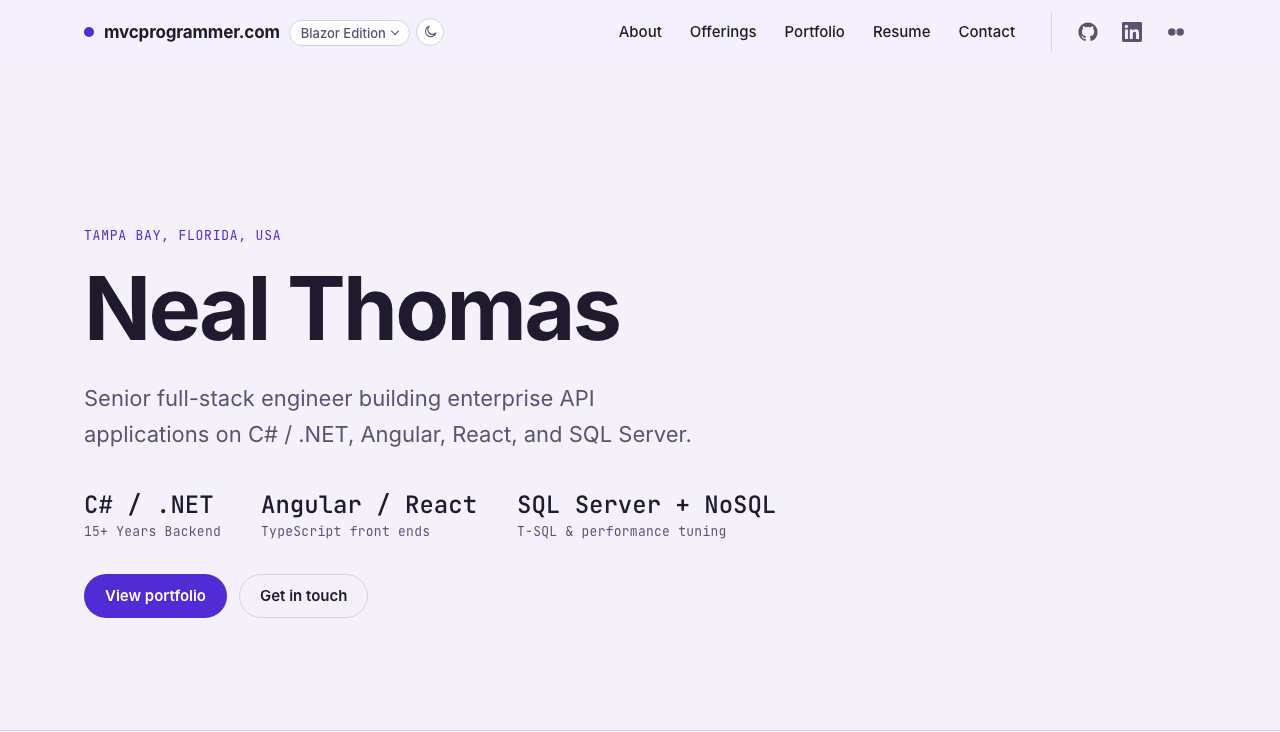 mvcprogrammer.com
Blazor Edition
About
Offerings
Portfolio
Resume
Contact
TAMPA BAY, FLORIDA, USA
Neal Thomas
Senior full-stack engineer building enterprise API
applications on C# / .NET, Angular, React, and SQL Server.
C# / .NET
15+ Years Backend
Angular / React
TypeScript front ends
SQL Server + NoSQL
T-SQL & performance tuning
View portfolio
Get in touch